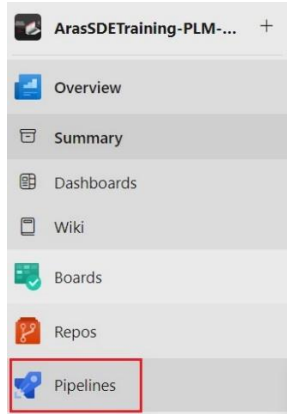 ArasSDETraining-PLM-... +
Overview
Summary
Dashboards
Wiki
Boards
Repos
Pipelines